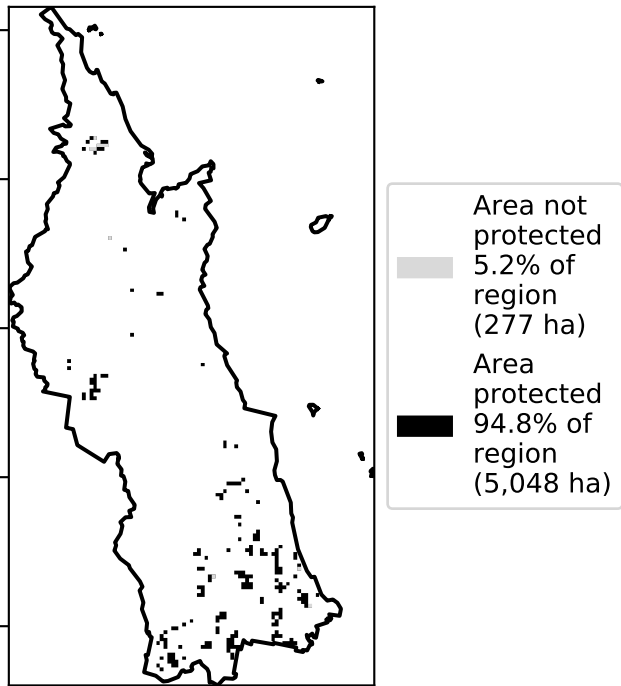 Area not
protected
5.2% of
region
(277 ha)
Area
protected
94.8% of
region
(5,048 ha)